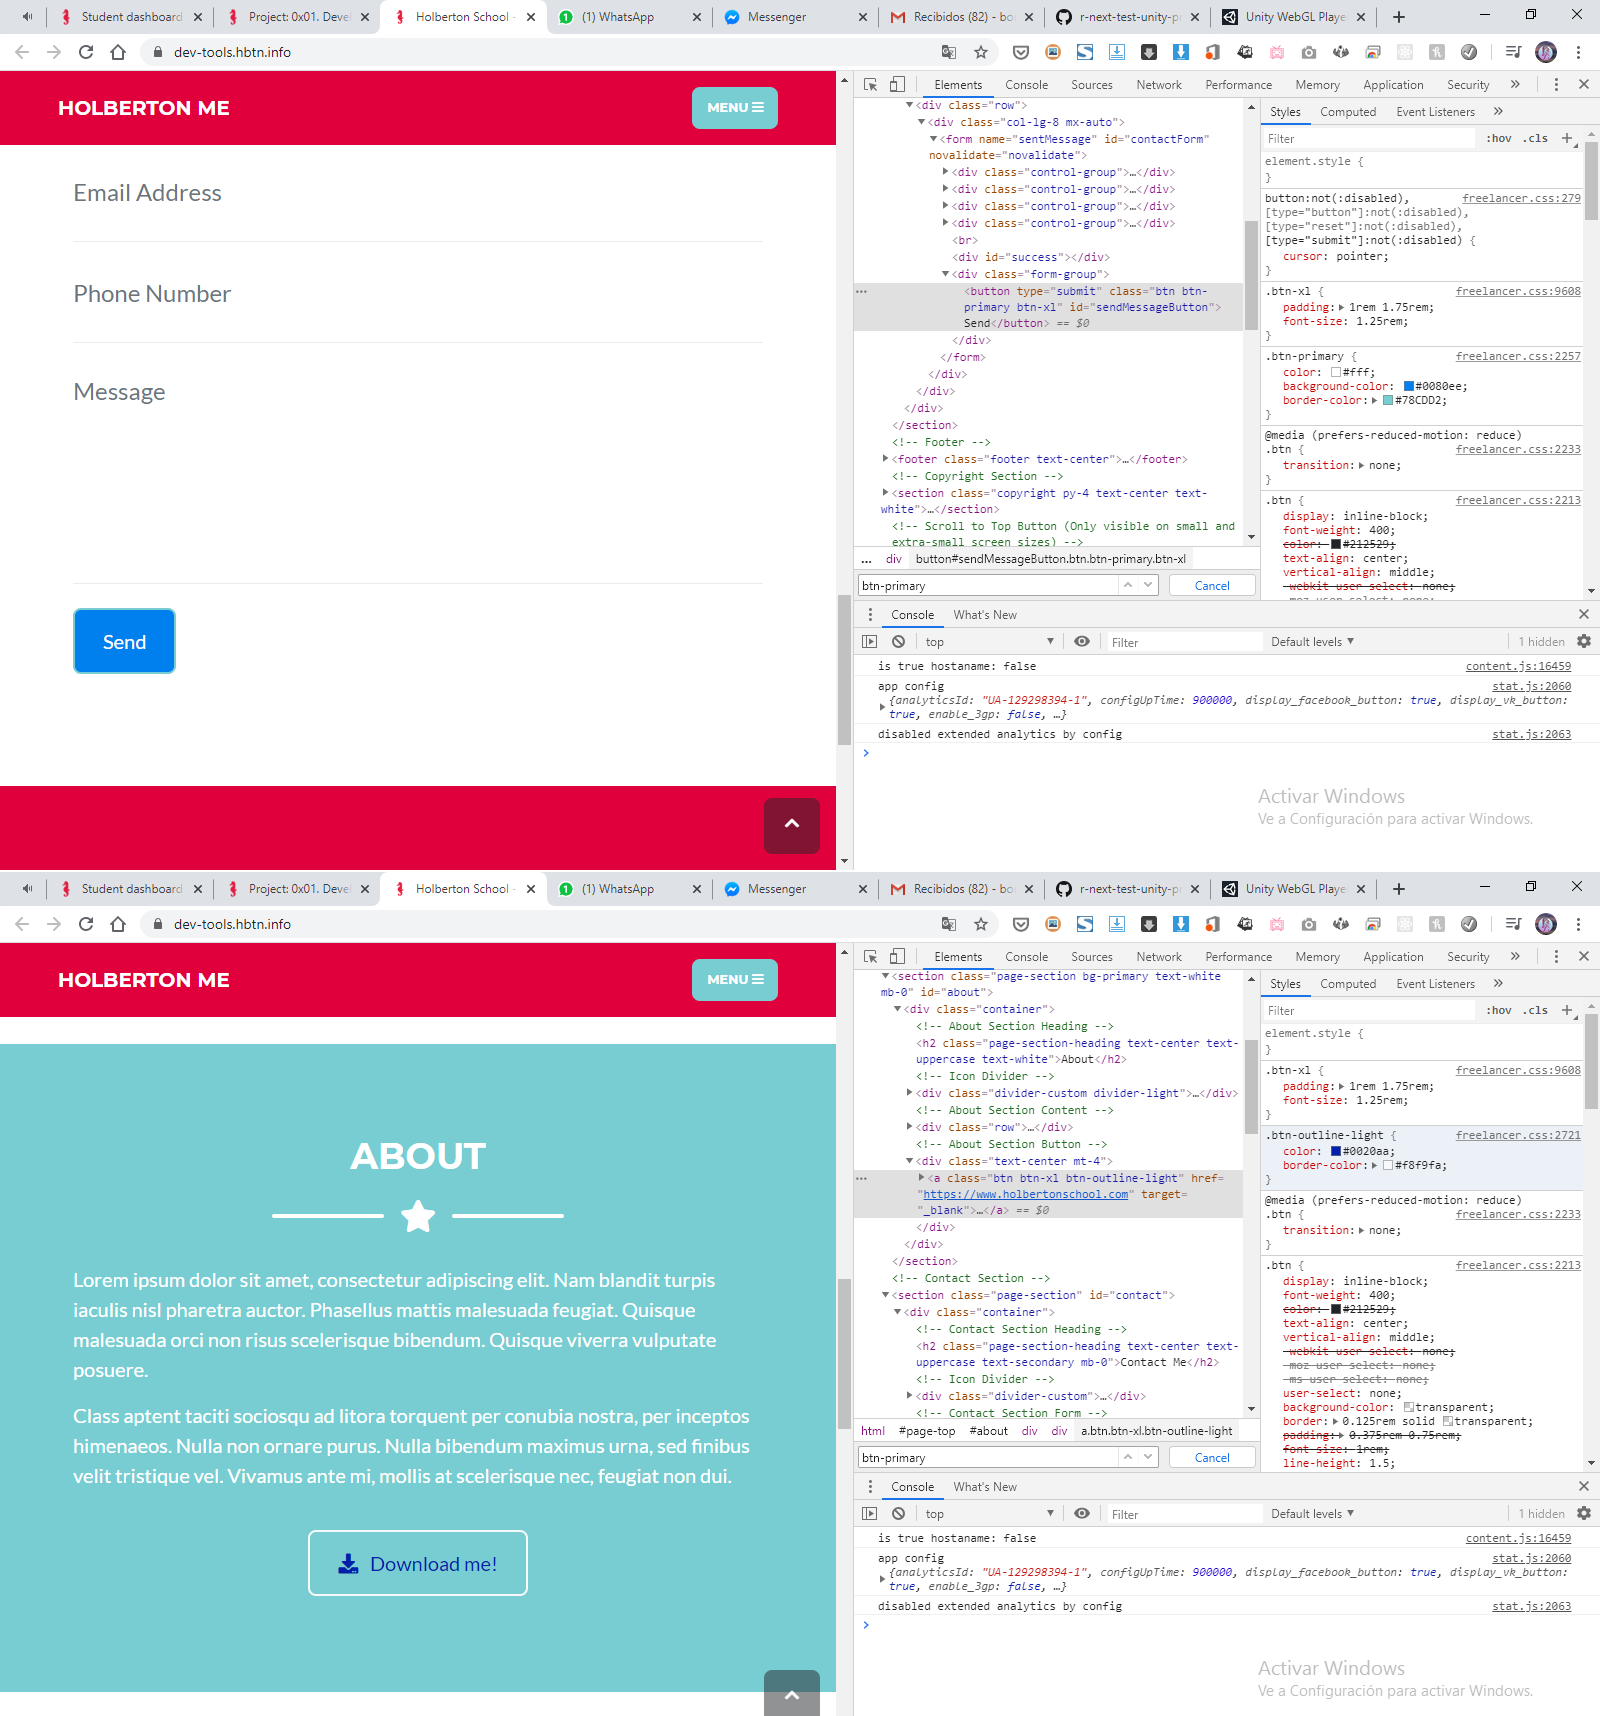 Student dashboard
Project: 0x01. Devel
Holberton School -
(1) WhatsApp
Messenger
Recibidos (82) - bo
r-next-test-unity-pr
Unity WebGL Player
dev-tools.hbtn.info
HOLBERTON ME
MENU
Email Address
Phone Number
Message
Send
Elements
Console
Sources
Network
Performance
Memory
Application
Security
<div class="row">
<div class="col-lg-8 mx-auto">
<form name="sentMessage" id="contactForm"
novalidate="novalidate">
<div class="control-group">…</div>
<div class="control-group">…</div>
<div class="control-group">…</div>
<div class="control-group">…</div>
<br>
<div id="success"></div>
<div class="form-group">
<button type="submit" class="btn btn-
primary btn-xl" id="sendMessageButton">
Send</button> == $0
</div>
</form>
</div>
</div>
</div>
</section>
<!-- Footer -->
<footer class="footer text-center">…</footer>
<!-- Copyright Section -->
<section class="copyright py-4 text-center text-
white">…</section>
<!-- Scroll to Top Button (Only visible on small and
extra-small screen sizes) -->
... div button#sendMessageButton.btn.btn-primary.btn-xl
btn-primary
Cancel
Styles
Computed
Event Listeners
Filter
:hov .cls
element.style {
}
button:not(:disabled), freelancer.css:279
[type="button"]:not(:disabled),
[type="reset"]:not(:disabled),
[type="submit"]:not(:disabled) {
cursor: pointer;
}
.btn-xl { freelancer.css:9608
padding: 1rem 1.75rem;
font-size: 1.25rem;
}
.btn-primary { freelancer.css:2257
color: #fff;
background-color: #0080ee;
border-color: #78CDD2;
}
@media (prefers-reduced-motion: reduce)
.btn { freelancer.css:2233
transition: none;
}
.btn { freelancer.css:2213
display: inline-block;
font-weight: 400;
color: #212529;
text-align: center;
vertical-align: middle;
-webkit-user-select: none;
-moz-user-select: none;
Console
What's New
top
Filter
Default levels
1 hidden
is true hostaname: false content.js:16459
app config stat.js:2060
{analyticsId: "UA-129298394-1", configUpTime: 900000, display_facebook_button: true, display_vk_button:
true, enable_3gp: false, …}
disabled extended analytics by config stat.js:2063
Activar Windows
Ve a Configuración para activar Windows.
Student dashboard
Project: 0x01. Devel
Holberton School -
(1) WhatsApp
Messenger
Recibidos (82) - bo
r-next-test-unity-pr
Unity WebGL Player
dev-tools.hbtn.info
HOLBERTON ME
MENU
ABOUT
Lorem ipsum dolor sit amet, consectetur adipiscing elit. Nam blandit turpis
iaculis nisl pharetra auctor. Phasellus mattis malesuada feugiat. Quisque
malesuada orci non risus scelerisque bibendum. Quisque viverra vulputate
posuere.
Class aptent taciti sociosqu ad litora torquent per conubia nostra, per inceptos
himenaeos. Nulla non ornare purus. Nulla bibendum maximus urna, sed finibus
velit tristique vel. Vivamus ante mi, mollis at scelerisque nec, feugiat non dui.
Download me!
Elements
Console
Sources
Network
Performance
Memory
Application
Security
<section class="page-section bg-primary text-white
mb-0" id="about">
<div class="container">
<!-- About Section Heading -->
<h2 class="page-section-heading text-center text-
uppercase text-white">About</h2>
<!-- Icon Divider -->
<div class="divider-custom divider-light">…</div>
<!-- About Section Content -->
<div class="row">…</div>
<!-- About Section Button -->
<div class="text-center mt-4">
<a class="btn btn-xl btn-outline-light" href=
"https://www.holbertonschool.com" target=
"_blank">…</a> == $0
</div>
</div>
</section>
<!-- Contact Section -->
<section class="page-section" id="contact">
<div class="container">
<!-- Contact Section Heading -->
<h2 class="page-section-heading text-center text-
uppercase text-secondary mb-0">Contact Me</h2>
<!-- Icon Divider -->
<div class="divider-custom">…</div>
<!-- Contact Section Form -->
html #page-top #about div div a.btn.btn-xl.btn-outline-light
btn-primary
Cancel
Styles
Computed
Event Listeners
Filter
:hov .cls
element.style {
}
.btn-xl { freelancer.css:9608
padding: 1rem 1.75rem;
font-size: 1.25rem;
}
.btn-outline-light { freelancer.css:2721
color: #0020aa;
border-color: #f8f9fa;
}
@media (prefers-reduced-motion: reduce)
.btn { freelancer.css:2233
transition: none;
}
.btn { freelancer.css:2213
display: inline-block;
font-weight: 400;
color: #212529;
text-align: center;
vertical-align: middle;
-webkit-user-select: none;
-moz-user-select: none;
-ms-user-select: none;
user-select: none;
background-color: transparent;
border: 0.125rem solid transparent;
padding: 0.375rem 0.75rem;
font-size: 1rem;
line-height: 1.5;
Console
What's New
top
Filter
Default levels
1 hidden
is true hostaname: false content.js:16459
app config stat.js:2060
{analyticsId: "UA-129298394-1", configUpTime: 900000, display_facebook_button: true, display_vk_button:
true, enable_3gp: false, …}
disabled extended analytics by config stat.js:2063
Activar Windows
Ve a Configuración para activar Windows.